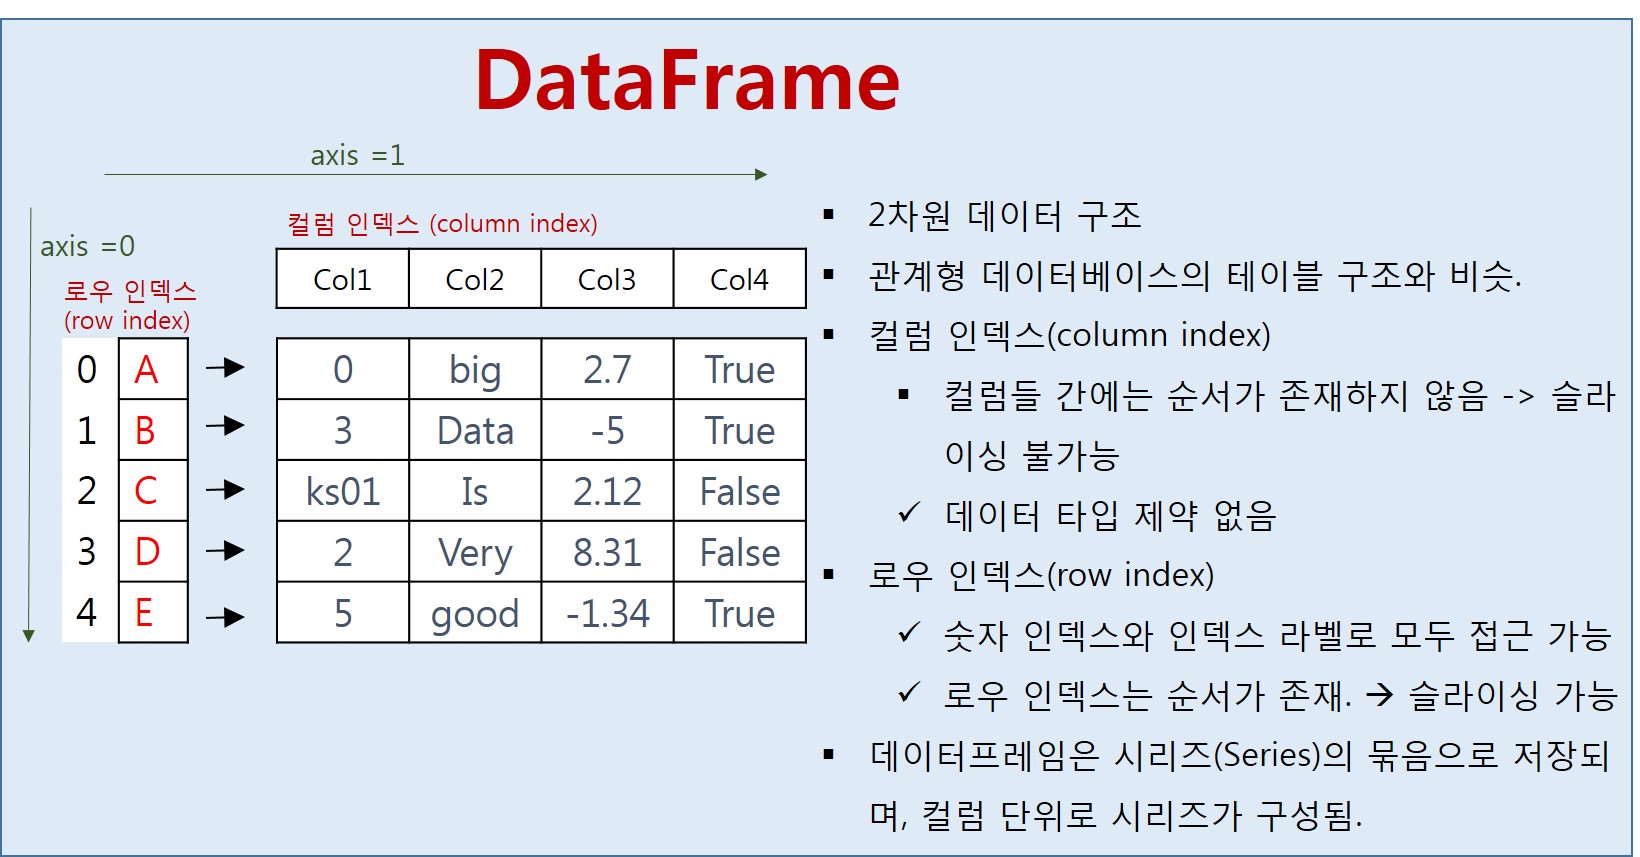 DataFrame
axis =1
axis =0
컬럼 인덱스 (column index)
로우 인덱스
(row index)
Col1 Col2 Col3 Col4
0 A 0 big 2.7 True
1 B 3 Data -5 True
2 C ks01 Is 2.12 False
3 D 2 Very 8.31 False
4 E 5 good -1.34 True
▪ 2차원 데이터 구조
▪ 관계형 데이터베이스의 테이블 구조와 비슷.
▪ 컬럼 인덱스(column index)
▪ 컬럼들 간에는 순서가 존재하지 않음 -> 슬라
이싱 불가능
✓ 데이터 타입 제약 없음
▪ 로우 인덱스(row index)
✓ 숫자 인덱스와 인덱스 라벨로 모두 접근 가능
✓ 로우 인덱스는 순서가 존재. → 슬라이싱 가능
▪ 데이터프레임은 시리즈(Series)의 묶음으로 저장되
며, 컬럼 단위로 시리즈가 구성됨.